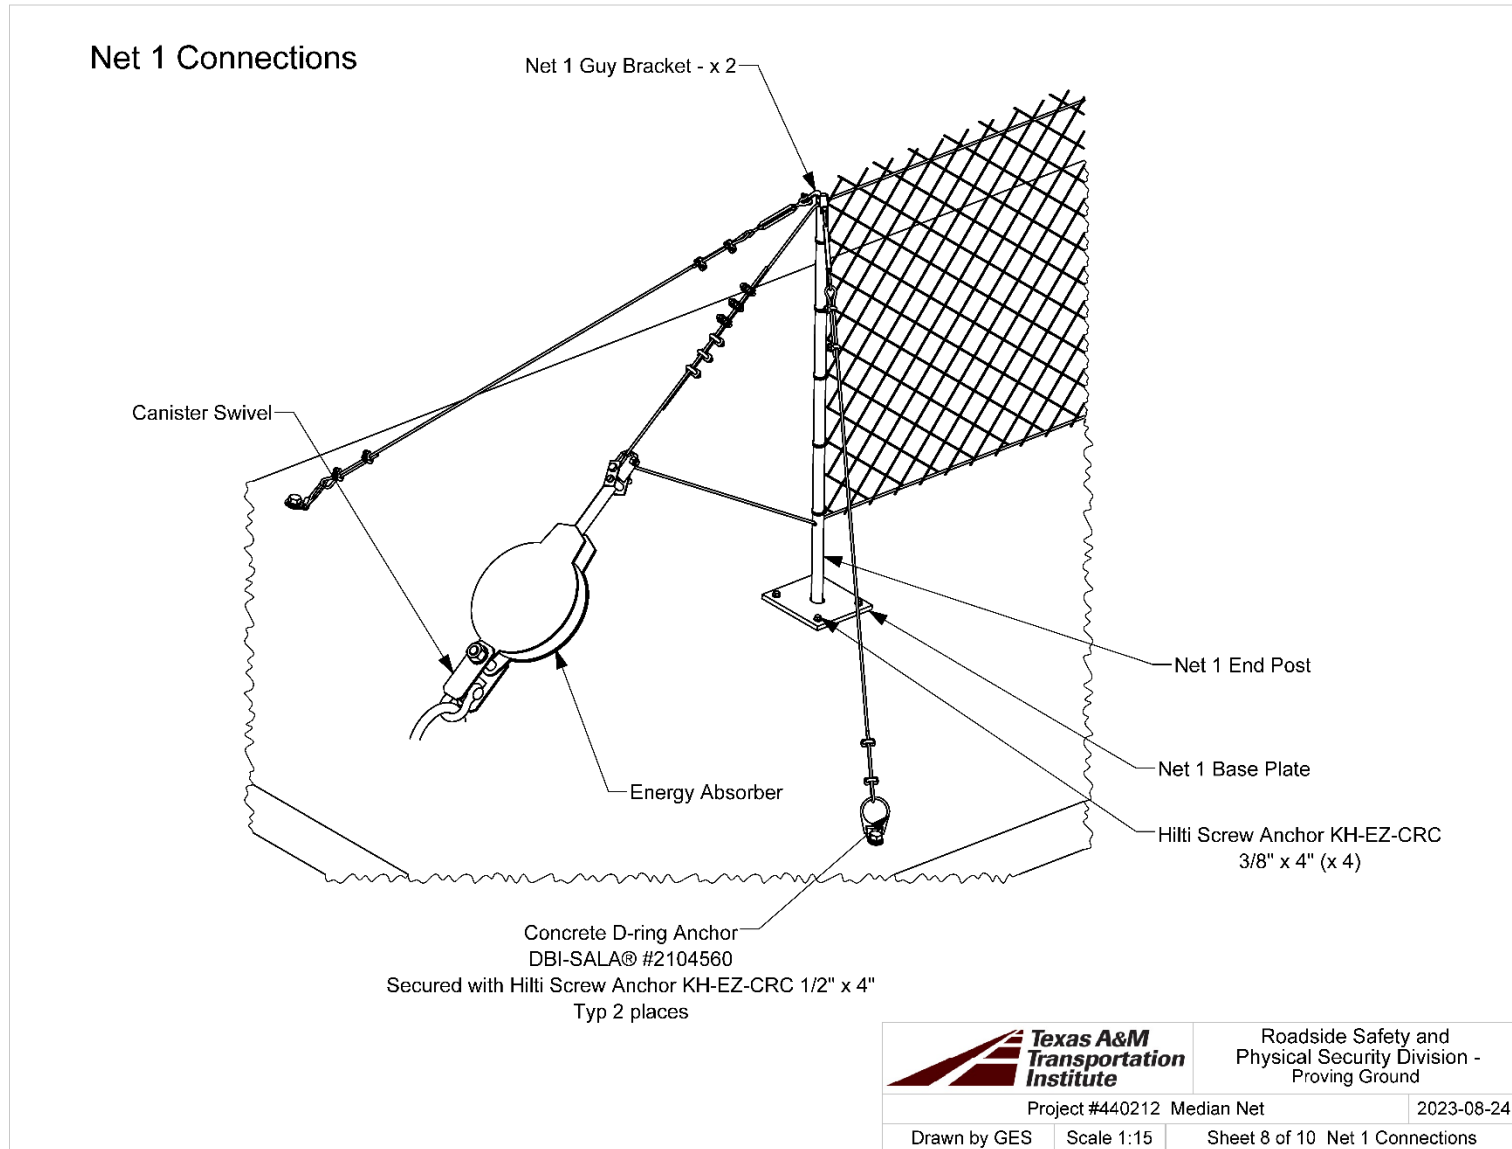 Net 1 Connections
Net 1 Guy Bracket - x 2
Canister Swivel
Net 1 End Post
Net 1 Base Plate
Energy Absorber
Hilti Screw Anchor KH-EZ-CRC
3/8" x 4" (x 4)
Concrete D-ring Anchor
DBI-SALA® #2104560
Secured with Hilti Screw Anchor KH-EZ-CRC 1/2" x 4"
Typ 2 places
Texas A&M
Transportation
Institute
Roadside Safety and
Physical Security Division -
Proving Ground
Project #440212 Median Net
2023-08-24
Drawn by GES
Scale 1:15
Sheet 8 of 10 Net 1 Connections